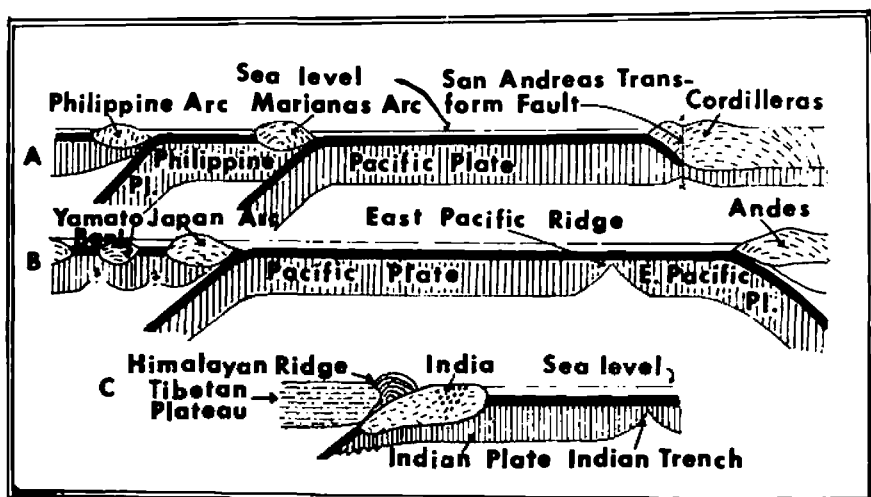 Sea level San Andreas Trans-
Philippine Arc Marianas Arc form Fault Cordilleras
A
Philippine Pacific Plate
Pl.
Yamato Japan Arc East Pacific Ridge Andes
Bank
B Pacific Plate E. Pacific
Pl.
Himalayan Ridge India Sea level
C Tibetan
Plateau
Indian Plate Indian Trench